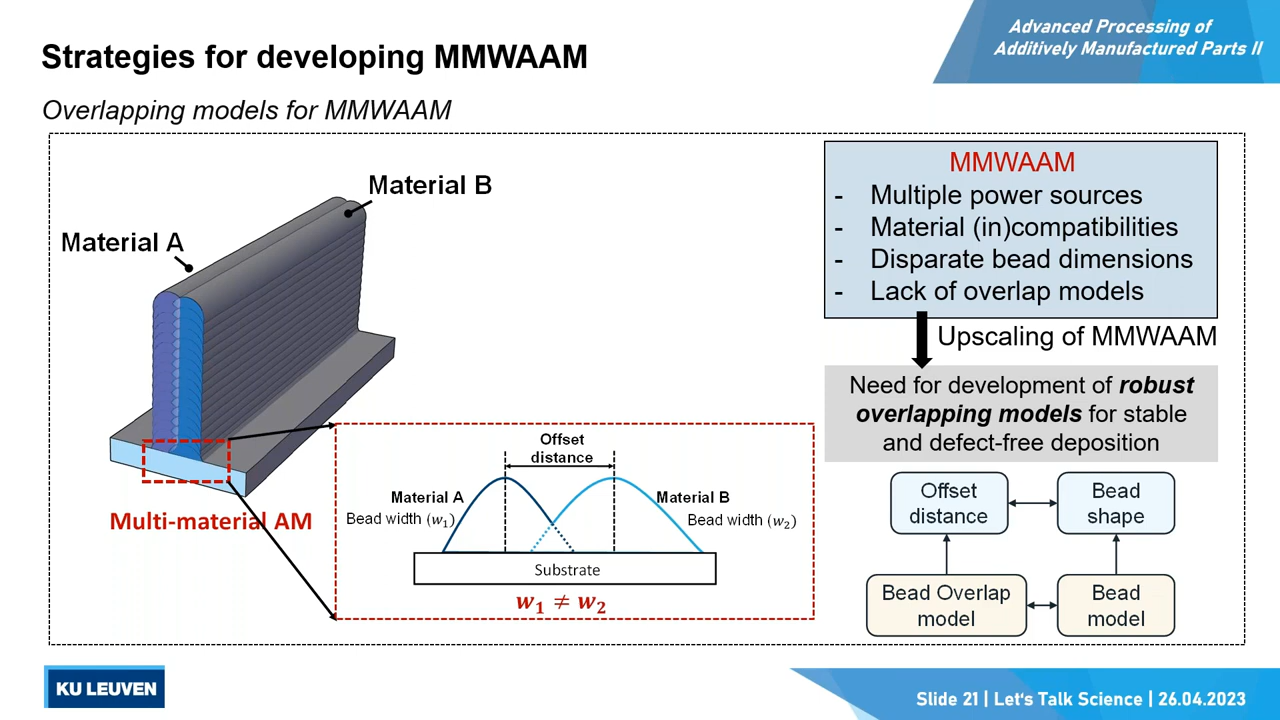 Advanced Processing of
Additively Manufactured Parts II
Strategies for developing MMWAAM
Overlapping models for MMWAAM
Material B
Material A
Multi-material AM
Offset
distance
Material A
Bead width (w₁)
Material B
Bead width (w₂)
Substrate
w₁ ≠ w₂
MMWAAM
- Multiple power sources
- Material (in)compatibilities
- Disparate bead dimensions
- Lack of overlap models
Upscaling of MMWAAM
Need for development of robust
overlapping models for stable
and defect-free deposition
Offset
distance
Bead
shape
Bead Overlap
model
Bead
model
KU LEUVEN
Slide 21 | Let's Talk Science | 26.04.2023